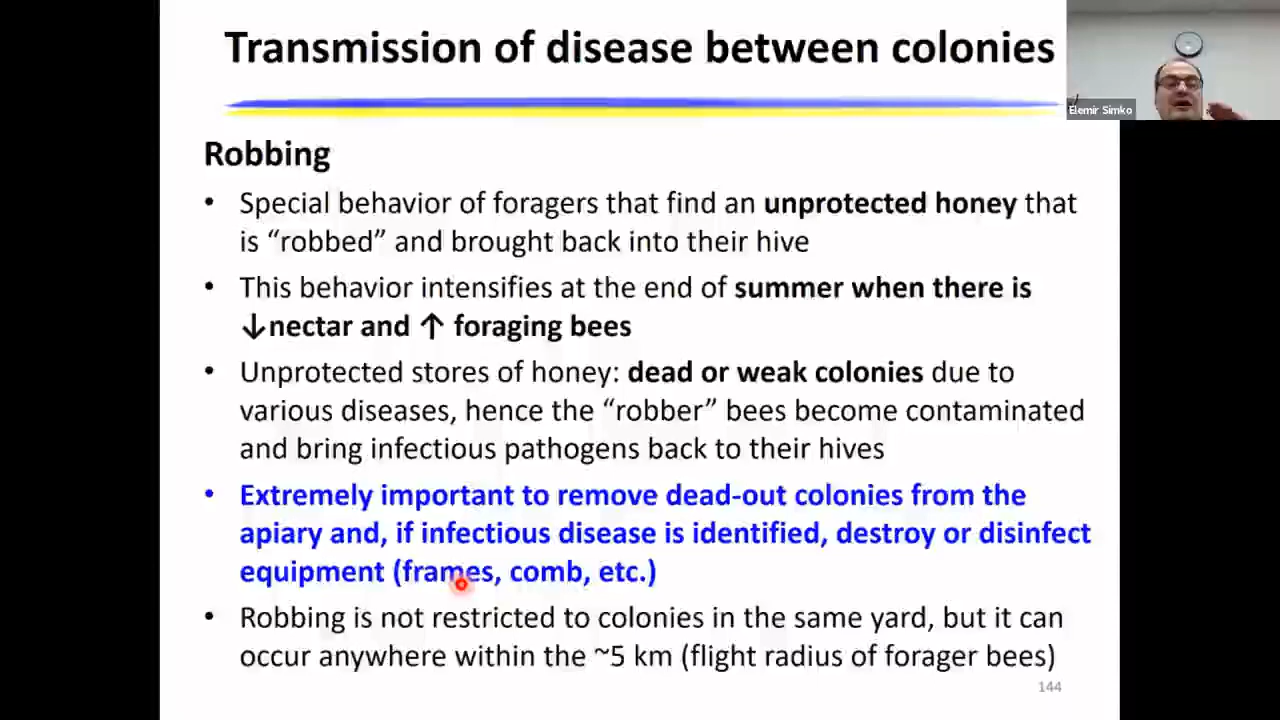 Transmission of disease between colonies
Elemir Simko
Robbing
• Special behavior of foragers that find an unprotected honey that
is “robbed” and brought back into their hive
• This behavior intensifies at the end of summer when there is
↓nectar and ↑ foraging bees
• Unprotected stores of honey: dead or weak colonies due to
various diseases, hence the “robber” bees become contaminated
and bring infectious pathogens back to their hives
• Extremely important to remove dead-out colonies from the
apiary and, if infectious disease is identified, destroy or disinfect
equipment (frames, comb, etc.)
• Robbing is not restricted to colonies in the same yard, but it can
occur anywhere within the ~5 km (flight radius of forager bees)
144